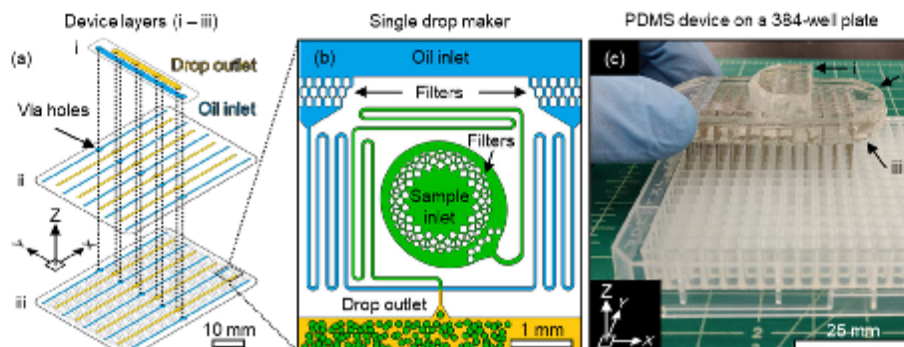 Device layers (i – iii)
(a)
i
Drop outlet
Oil inlet
Via holes
ii
Z
Y
X
iii
10 mm
Single drop maker
(b)
Oil inlet
Filters
Filters
Sample
inlet
Drop outlet
1 mm
PDMS device on a 384-well plate
(c)
i
iii
Z
Y
X
2
25 mm